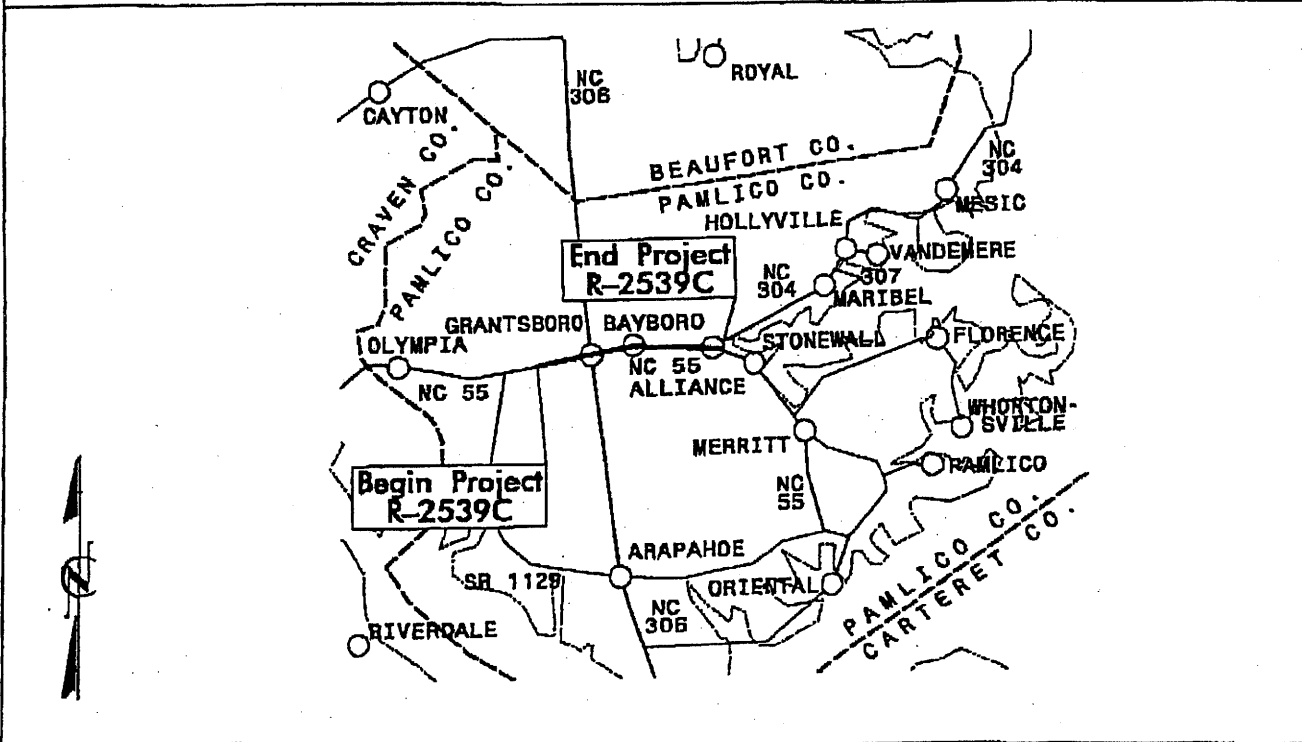 ROYAL
NC
306
CAYTON
BEAUFORT CO.
PAMLICO CO.
NC
304
MESIC
CRAVEN CO.
PAMLICO CO.
HOLLYVILLE
VANDEMERE
End Project
R-2539C
NC
304
307
MARIBEL
GRANTSBORO
BAYBORO
STONEWALL
FLORENCE
OLYMPIA
NC 55
NC 55
ALLIANCE
WHORTON-
SVILLE
MERRITT
PAMLICO
Begin Project
R-2539C
NC
55
PAMLICO CO.
CARTERET CO.
ARAPAHOE
SR 1129
ORIENTAL
NC
306
RIVERDALE
N